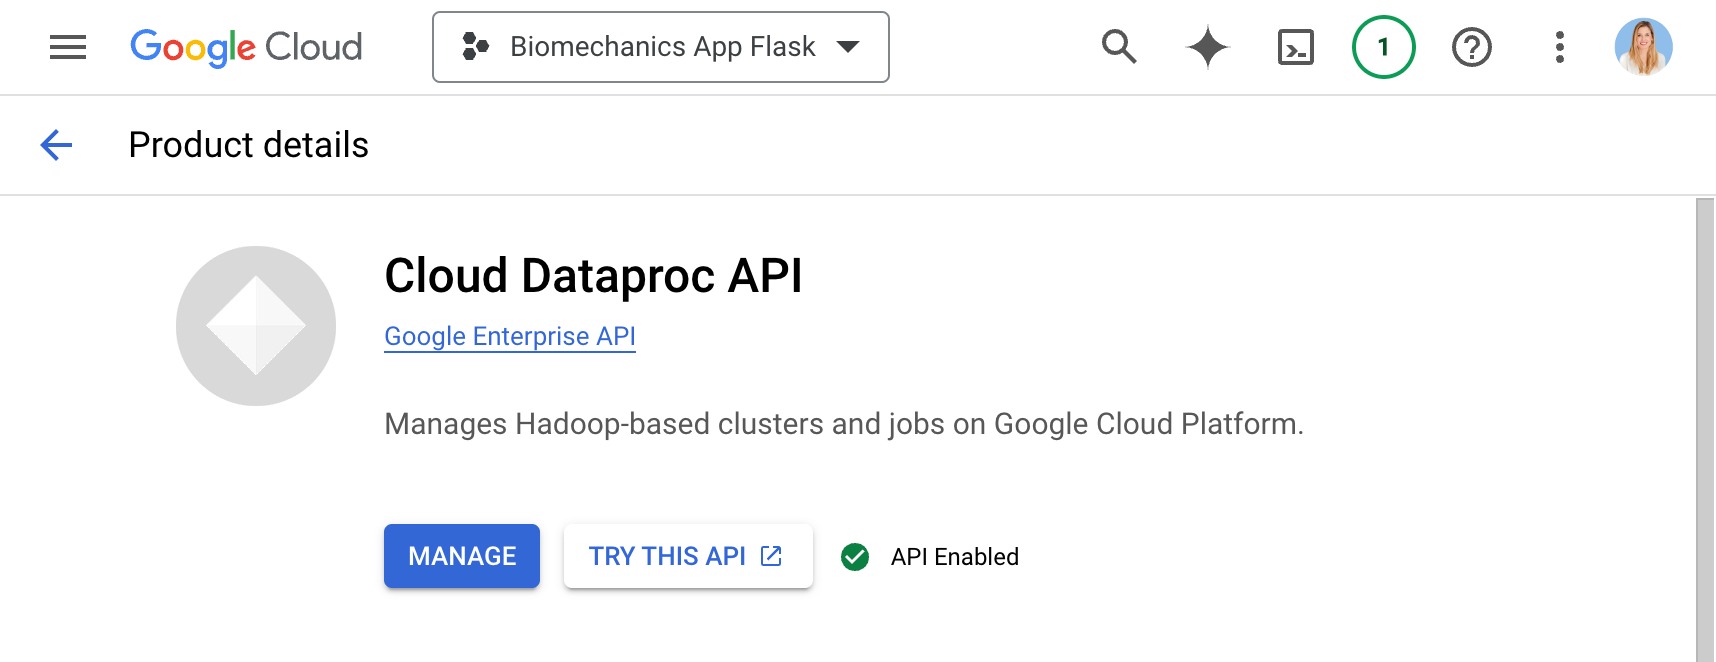 Google Cloud
Biomechanics App Flask
1
Product details
Cloud Dataproc API
Google Enterprise API
Manages Hadoop-based clusters and jobs on Google Cloud Platform.
MANAGE
TRY THIS API
API Enabled